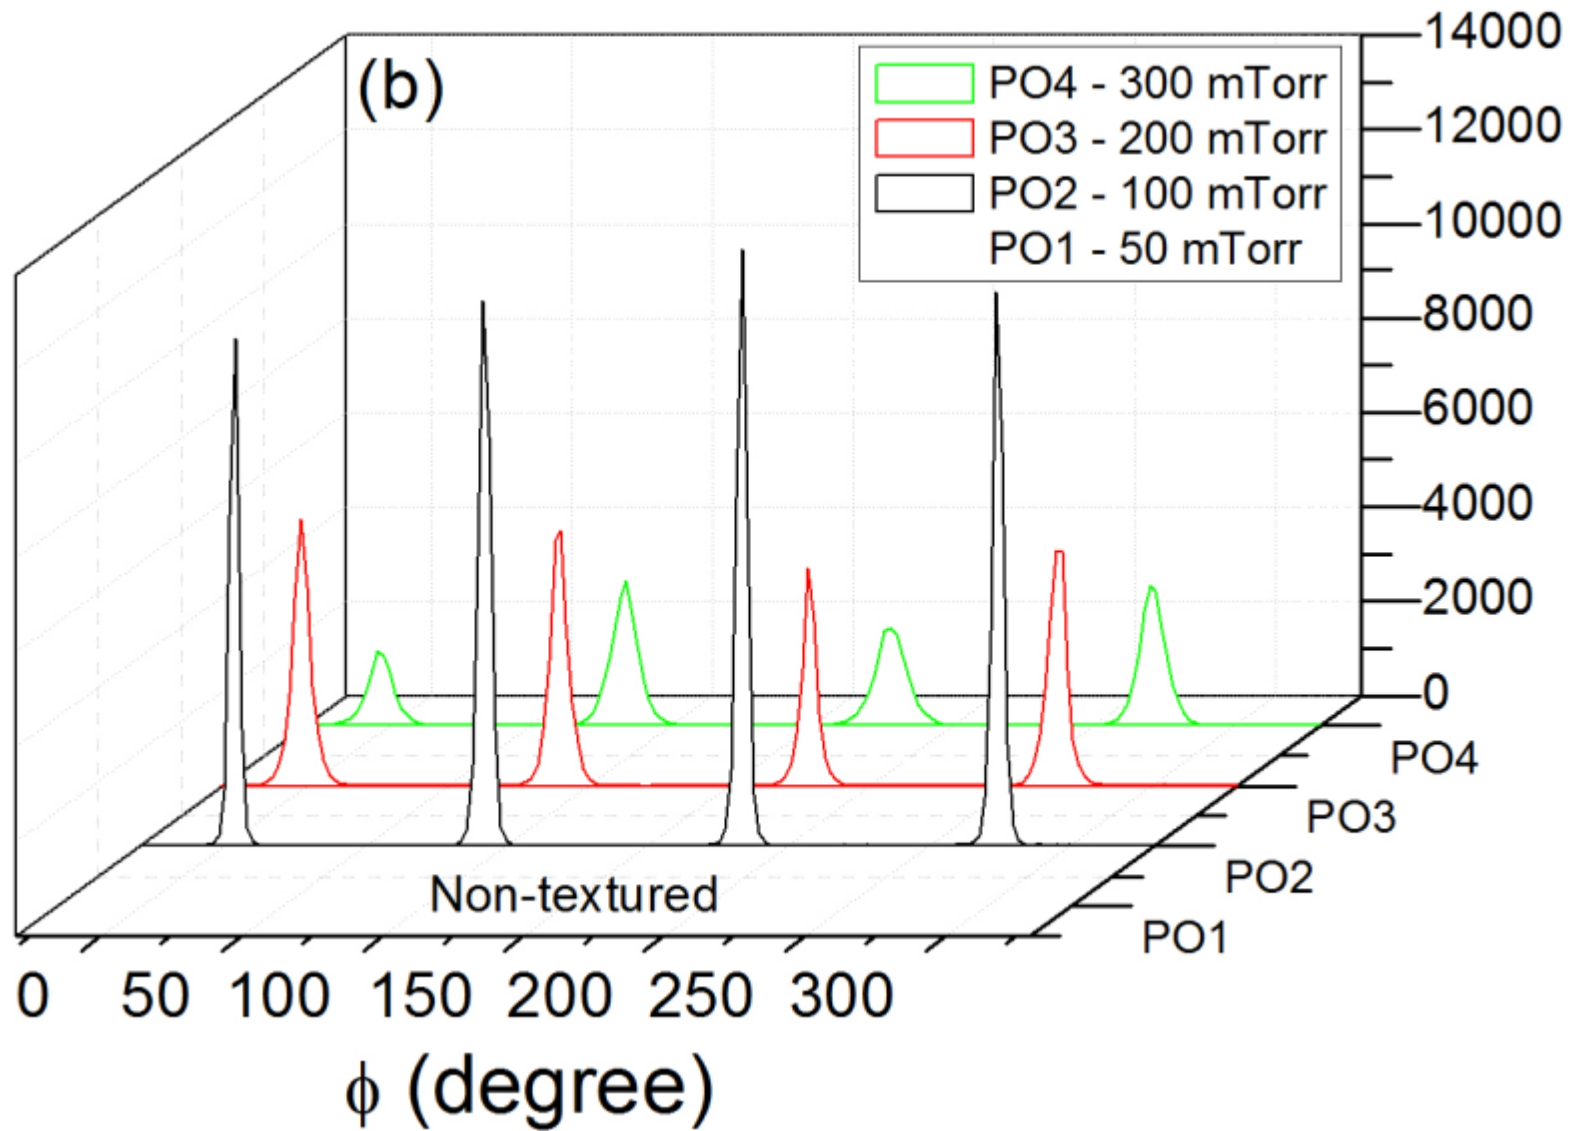 (b)
PO4 - 300 mTorr
PO3 - 200 mTorr
PO2 - 100 mTorr
PO1 - 50 mTorr
14000
12000
10000
8000
6000
4000
2000
0
PO4
PO3
PO2
PO1
Non-textured
0 50 100 150 200 250 300
ϕ (degree)